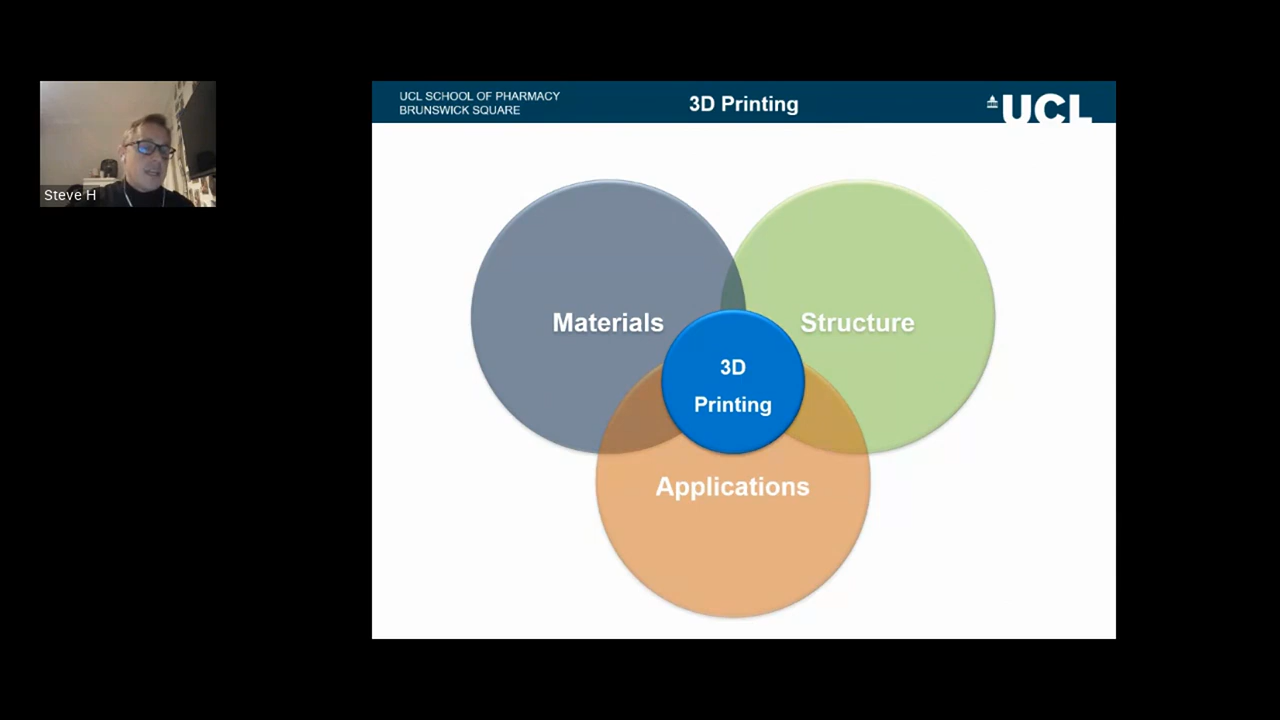 Steve H
UCL SCHOOL OF PHARMACY
BRUNSWICK SQUARE
3D Printing
UCL
Materials
Structure
3D
Printing
Applications